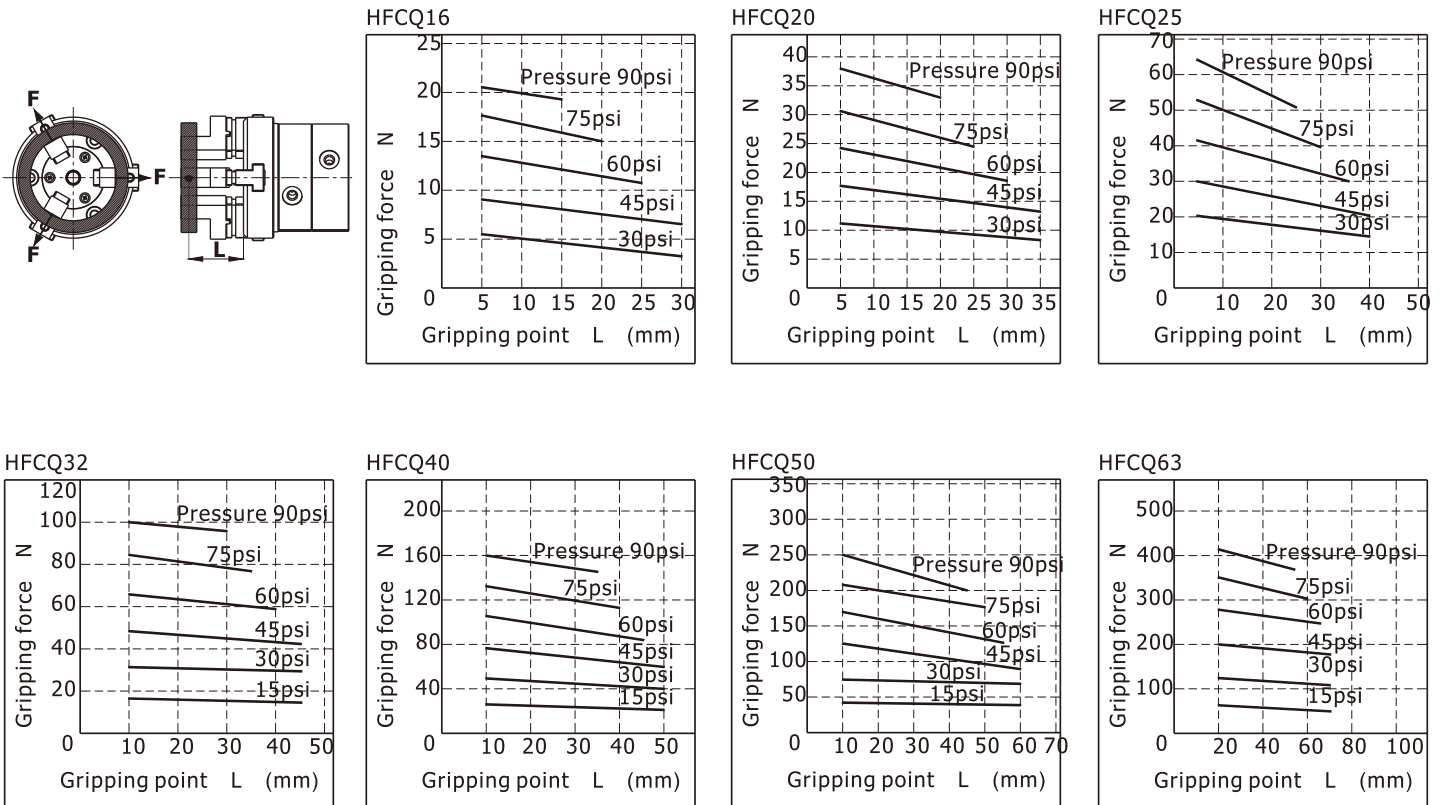 F
F
F
L
HFCQ16
Gripping force N
25
20
15
10
5
0
Pressure 90psi
75psi
60psi
45psi
30psi
5 10 15 20 25 30
Gripping point L (mm)
HFCQ20
Gripping force N
40
35
30
25
20
15
10
5
0
Pressure 90psi
75psi
60psi
45psi
30psi
5 10 15 20 25 30 35
Gripping point L (mm)
HFCQ25
Gripping force N
70
60
50
40
30
20
10
0
Pressure 90psi
75psi
60psi
45psi
30psi
10 20 30 40 50
Gripping point L (mm)
HFCQ32
Gripping force N
120
100
80
60
40
20
0
Pressure 90psi
75psi
60psi
45psi
30psi
15psi
10 20 30 40 50
Gripping point L (mm)
HFCQ40
Gripping force N
200
160
120
80
40
0
Pressure 90psi
75psi
60psi
45psi
30psi
15psi
10 20 30 40 50
Gripping point L (mm)
HFCQ50
Gripping force N
350
300
250
200
150
100
50
0
Pressure 90psi
75psi
60psi
45psi
30psi
15psi
10 20 30 40 50 60 70
Gripping point L (mm)
HFCQ63
Gripping force N
500
400
300
200
100
0
Pressure 90psi
75psi
60psi
45psi
30psi
15psi
20 40 60 80 100
Gripping point L (mm)